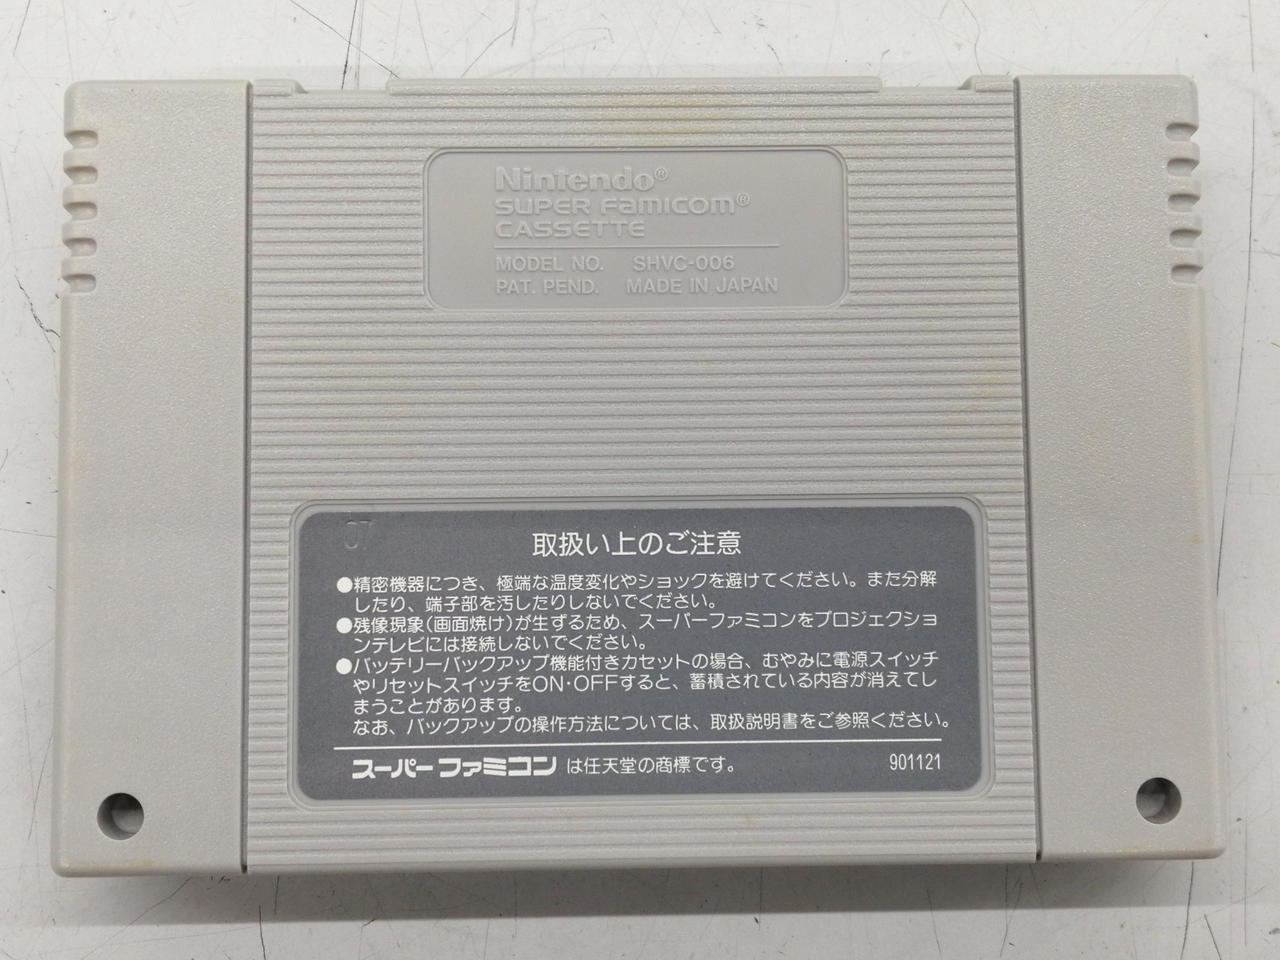 Nintendo®
SUPER FAMICOM®
CASSETTE
MODEL NO. SHVC-006
PAT. PEND. MADE IN JAPAN
07
取扱い上のご注意
●精密機器につき、極端な温度変化やショックを避けてください。また分解
したり、端子部を汚したりしないでください。
●残像現象(画面焼け)が生ずるため、スーパーファミコンをプロジェクショ
ンテレビには接続しないでください。
●バッテリーバックアップ機能付きカセットの場合、むやみに電源スイッチ
やリセットスイッチをON・OFFすると、蓄積されている内容が消えてし
まうことがあります。
なお、バックアップの操作方法については、取扱説明書をご参照ください。
スーパーファミコン は任天堂の商標です。 901121